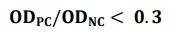 OD_PC/OD_NC < 0.3